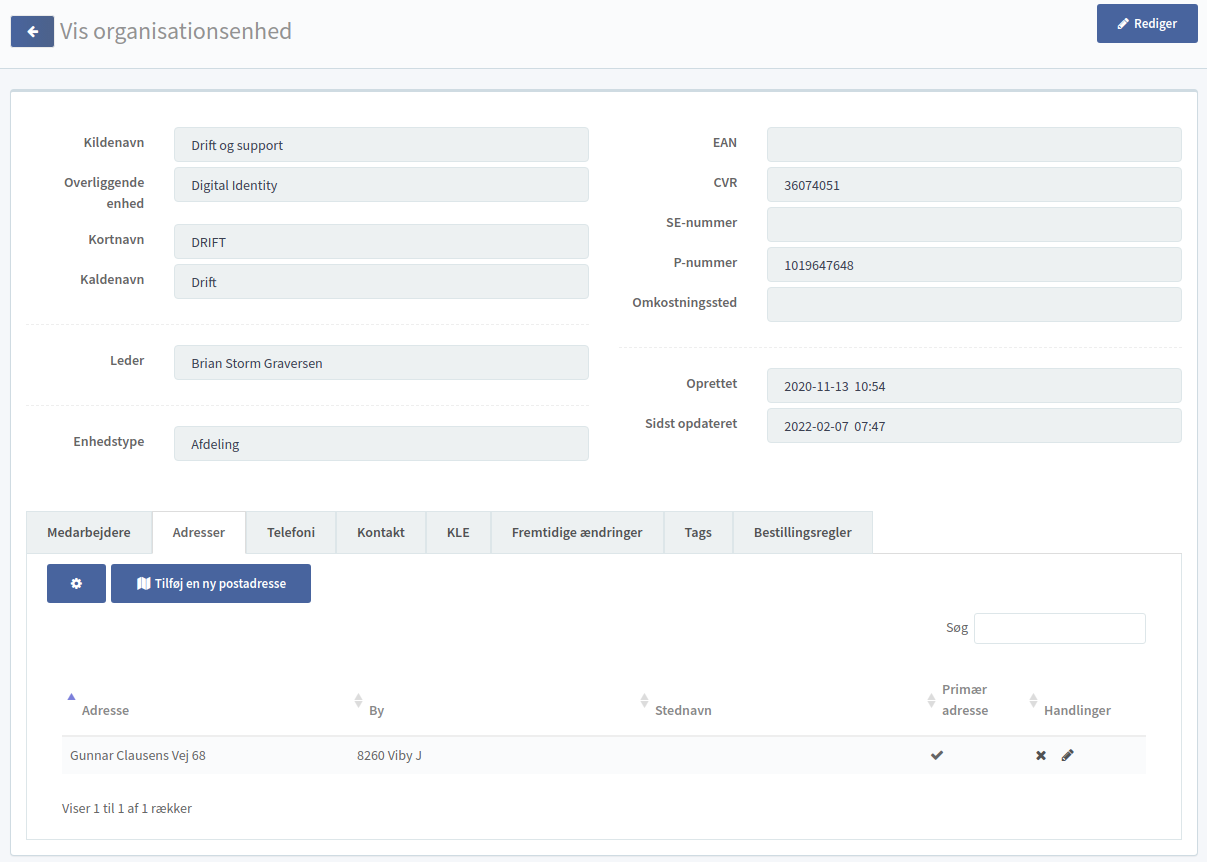 Vis organisationsenhed
Rediger
Kildenavn
Drift og support
Overliggende
enhed
Digital Identity
Kortnavn
DRIFT
Kaldenavn
Drift
Leder
Brian Storm Graversen
Enhedstype
Afdeling
EAN
CVR
36074051
SE-nummer
P-nummer
1019647648
Omkostningssted
Oprettet
2020-11-13 10:54
Sidst opdateret
2022-02-07 07:47
Medarbejdere Adresser Telefoni Kontakt KLE Fremtidige ændringer Tags Bestillingsregler
Tilføj en ny postadresse
Søg
Adresse
By
Stednavn
Primær
adresse
Handlinger
Gunnar Clausens Vej 68 8260 Viby J
Viser 1 til 1 af 1 rækker